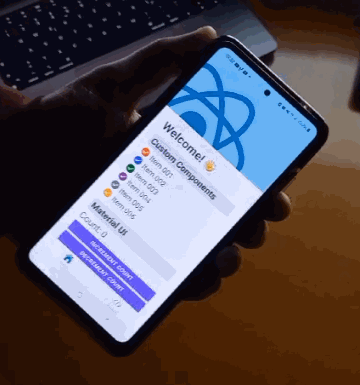 Welcome! 👋
Custom Components
Item 001
Item 002
Item 003
Item 004
Item 005
Item 006
Material UI
Count: 0
INCREMENT COUNT
INCREMENT COUNT